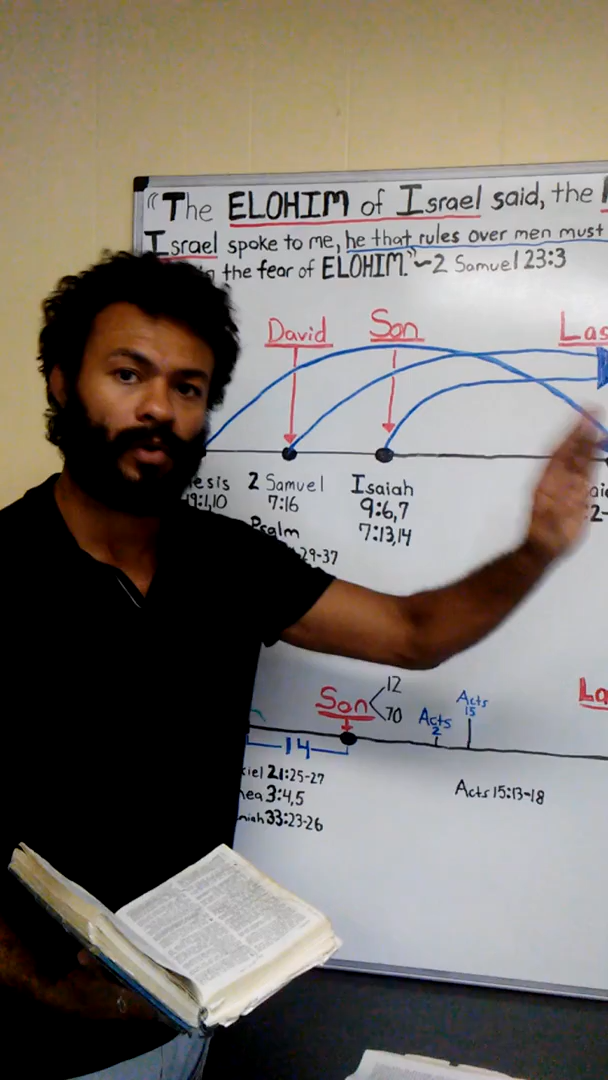 "The ELOHIM of Israel said, the
Israel spoke to me, he that rules over men must
the fear of ELOHIM."~2 Samuel 23:3
David Son Las
esis 2 Samuel Isaiah
49:1,10 7:16 9:6,7
Psalm 7:13,14
29-37
Son 12 La
70 Acts 2 Acts 15
14
kiel 21:25-27
hea 3:4,5 Acts 15:13-18
miah 33:23-26